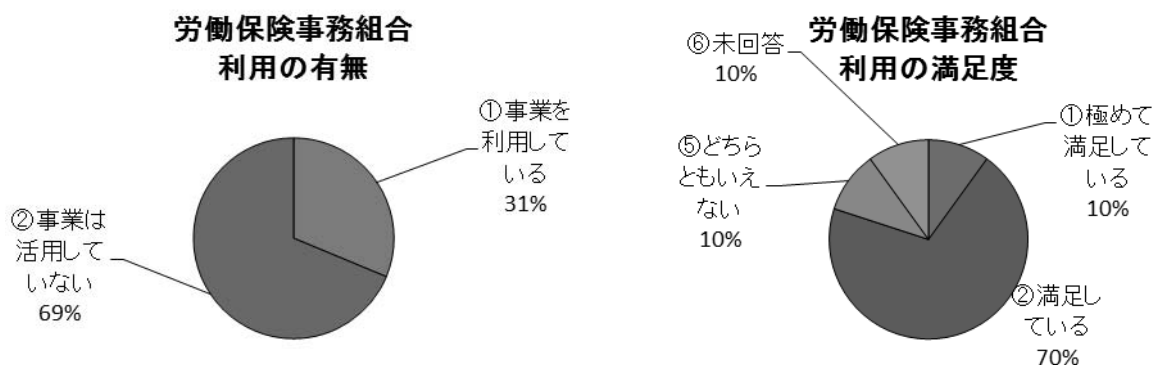 労働保険事務組合
利用の有無
①事業を
利用して
いる
31%
②事業は
活用して
いない
69%
労働保険事務組合
利用の満足度
⑥未回答
10%
①極めて
満足して
いる
10%
⑤どちら
ともいえ
ない
10%
②満足し
ている
70%